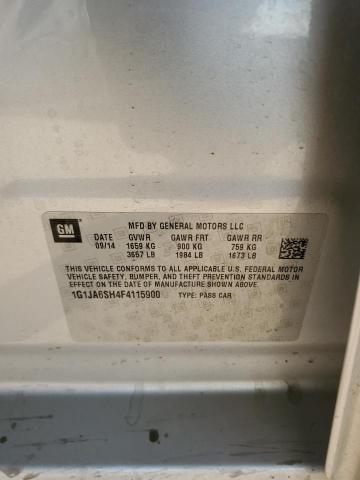 GM
MFD BY GENERAL MOTORS LLC
DATE GVWR GAWR FRT GAWR RR
09/14 1659 KG 900 KG 759 KG
3657 LB 1984 LB 1673 LB
THIS VEHICLE CONFORMS TO ALL APPLICABLE U.S. FEDERAL MOTOR
VEHICLE SAFETY, BUMPER, AND THEFT PREVENTION STANDARDS IN
EFFECT ON THE DATE OF MANUFACTURE SHOWN ABOVE.
1G1JA6SH4F4115900 TYPE: PASS CAR